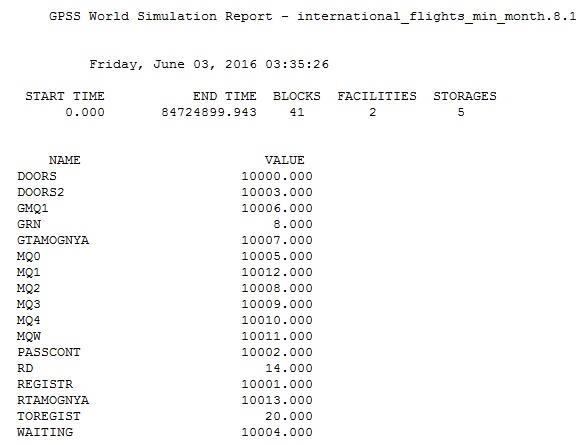 GPSS World Simulation Report - international_flights_min_month.8.1
Friday, June 03, 2016 03:35:26
START TIME END TIME BLOCKS FACILITIES STORAGES
0.000 84724899.943 41 2 5
NAME VALUE
DOORS 10000.000
DOORS2 10003.000
GMQ1 10006.000
GRN 8.000
GTAMOGNYA 10007.000
MQ0 10005.000
MQ1 10012.000
MQ2 10008.000
MQ3 10009.000
MQ4 10010.000
MQW 10011.000
PASSCONT 10002.000
RD 14.000
REGISTR 10001.000
RTAMOGNYA 10013.000
TOREGIST 20.000
WAITING 10004.000